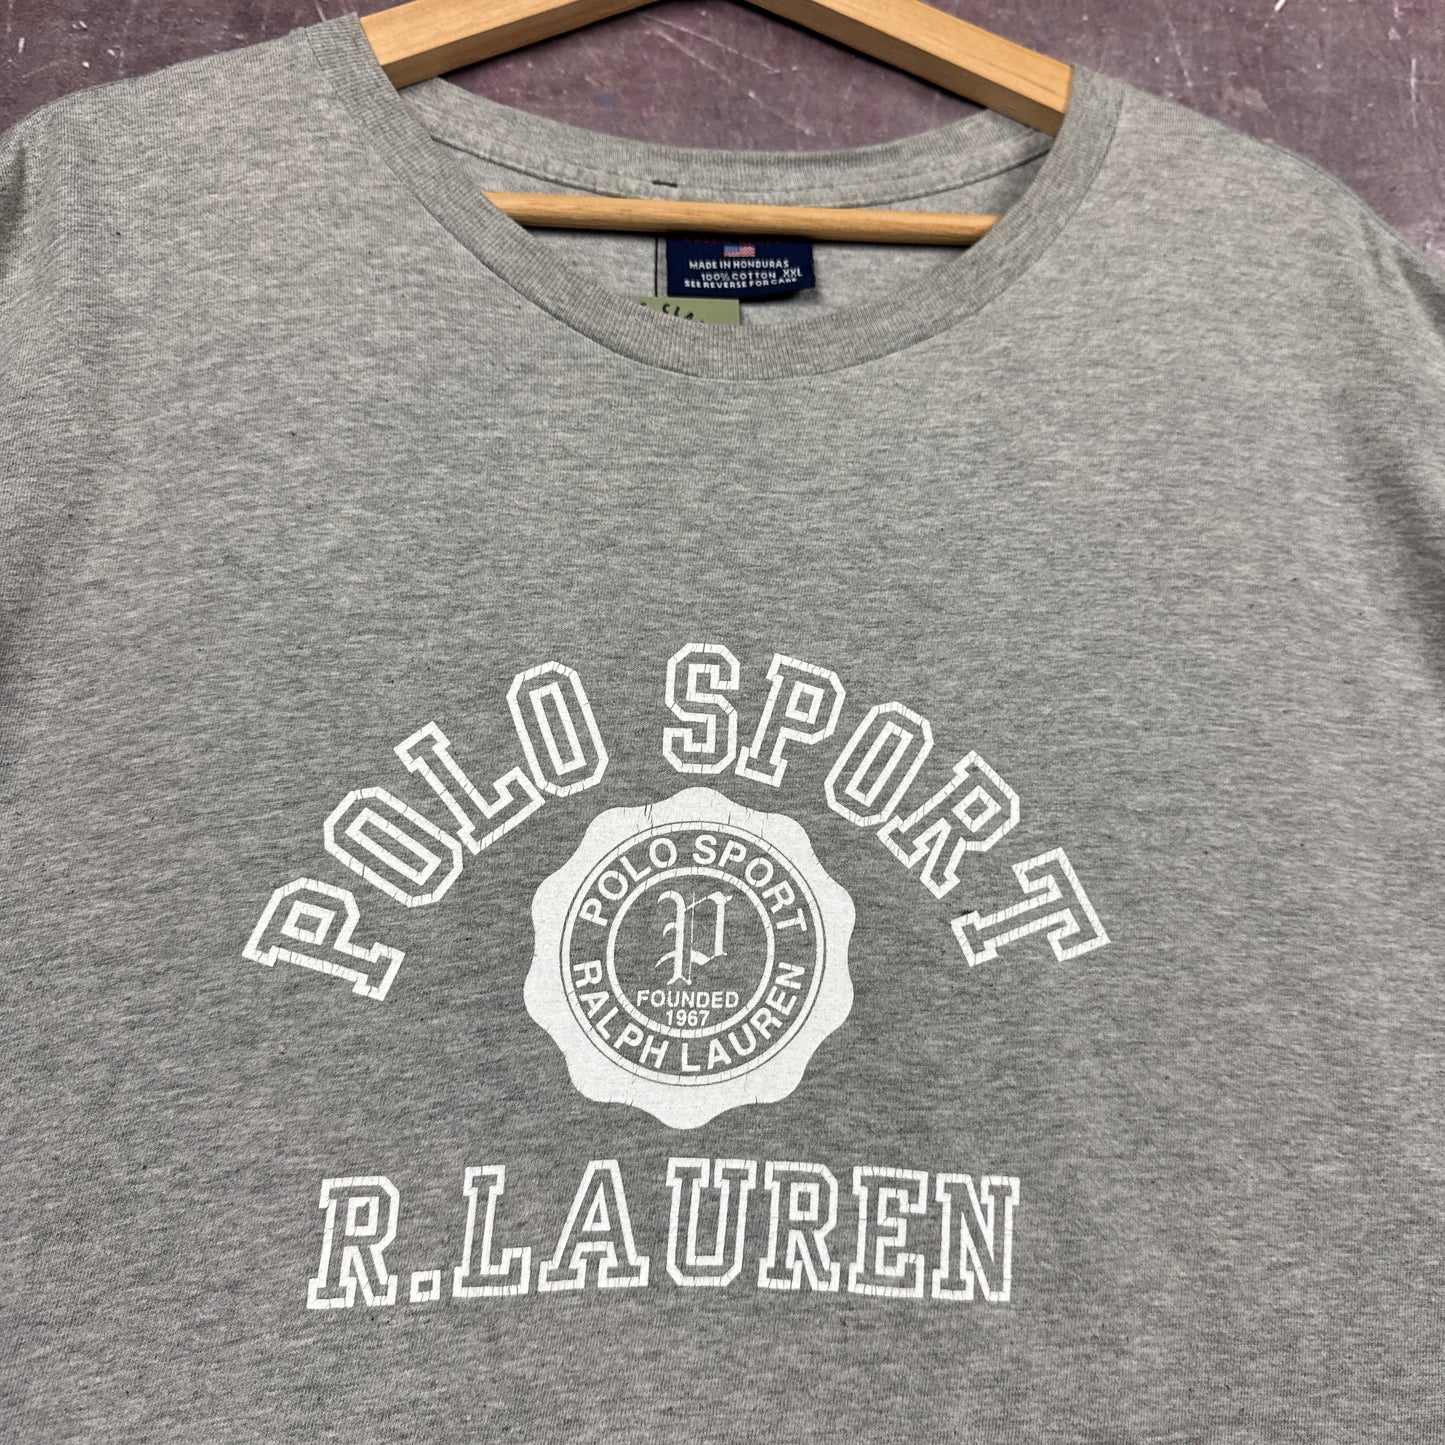 MADE IN HONDURAS
100% COTTON XXL
SEE REVERSE FOR CARE
POLO SPORT
POLO SPORT
P
FOUNDED
1967
RALPH LAUREN
R.LAUREN